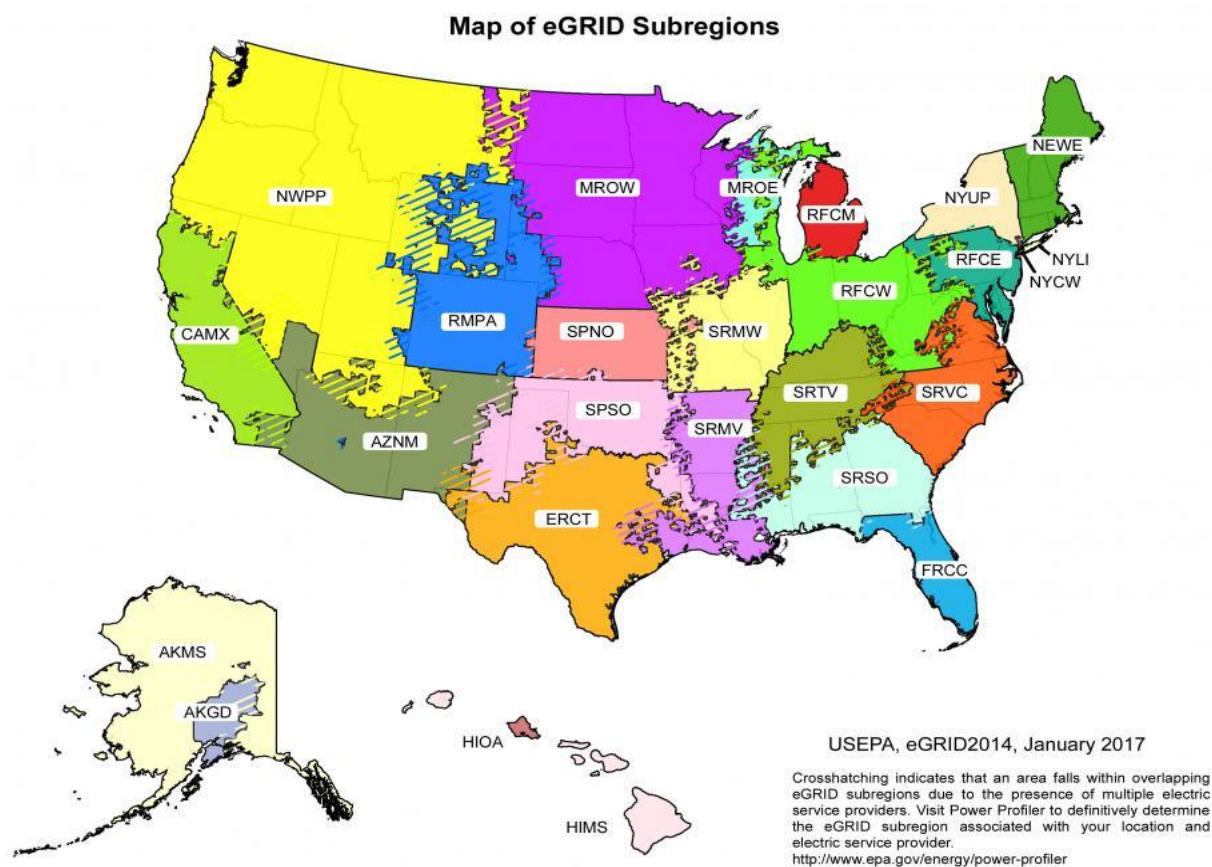 Map of eGRID Subregions
NEWE
NWPP
MROW
MROE
NYUP
RFCM
RFCE
NYLI
NYCW
RFCW
CAMX
RMPA
SPNO
SRMW
SRTV
SRVC
SPSO
SRMV
AZNM
SRSO
ERCT
FRCC
AKMS
AKGD
HIOA
HIMS
USEPA, eGRID2014, January 2017
Crosshatching indicates that an area falls within overlapping
eGRID subregions due to the presence of multiple electric
service providers. Visit Power Profiler to definitively determine
the eGRID subregion associated with your location and
electric service provider.
http://www.epa.gov/energy/power-profiler